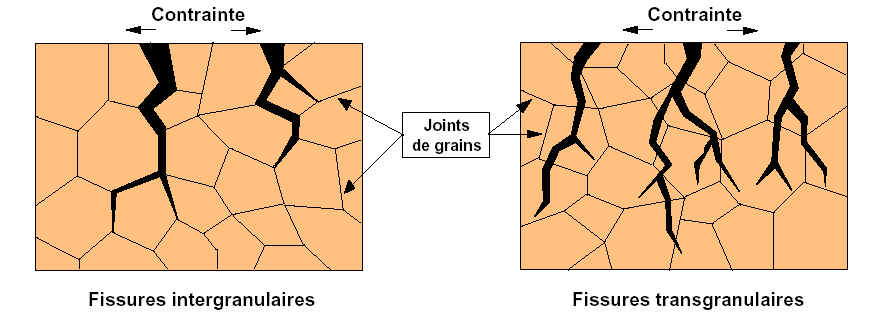 Contrainte
Contrainte
Joints
de grains
Fissures intergranulaires
Fissures transgranulaires